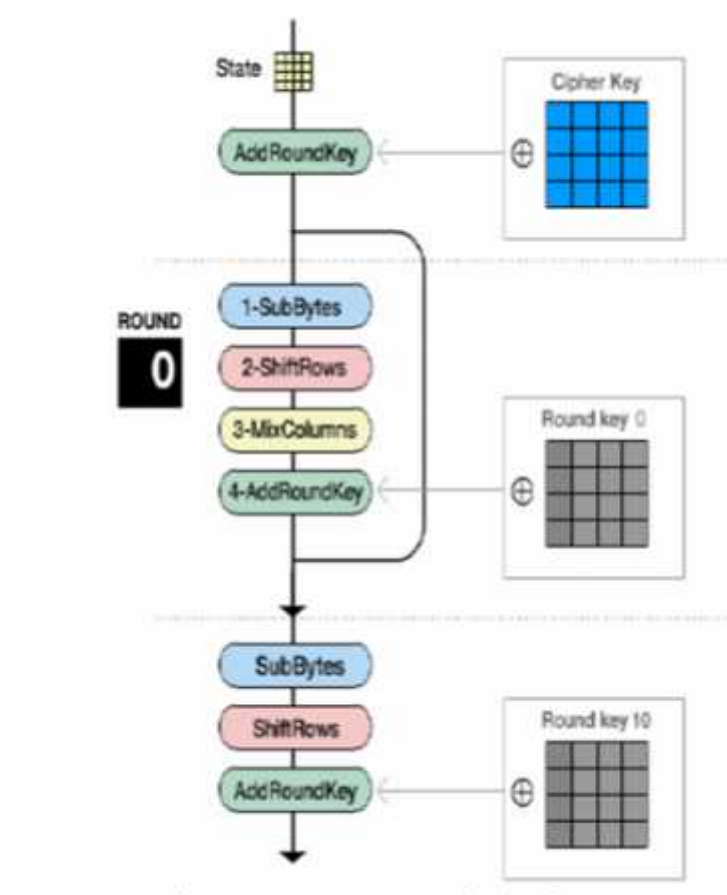 State
Cipher Key
AddRoundKey
1-SubBytes
ROUND
0
2-ShiftRows
3-MixColumns
Round key 0
4-AddRoundKey
SubBytes
ShiftRows
Round key 10
AddRoundKey